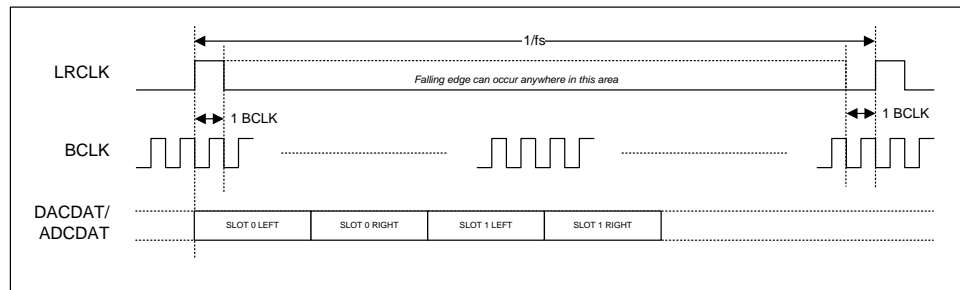 1/fs
LRCLK
Falling edge can occur anywhere in this area
1 BCLK
1 BCLK
BCLK
DACDAT/
ADCDAT
SLOT 0 LEFT
SLOT 0 RIGHT
SLOT 1 LEFT
SLOT 1 RIGHT